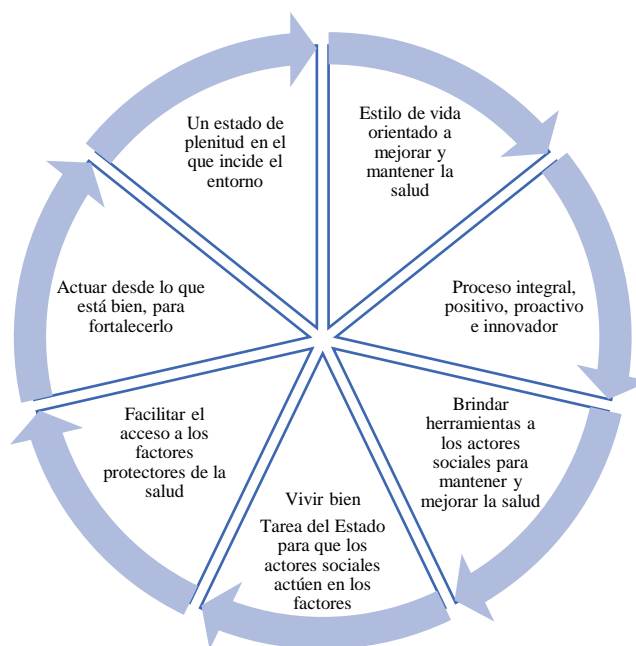 Estilo de vida
orientado a
mejorar y
mantener la
salud
Proceso integral,
positivo, proactivo
e innovador
Brindar
herramientas a
los actores
sociales para
mantener y
mejorar la salud
Vivir bien
Tarea del Estado
para que los
actores sociales
actúen en los
factores
Facilitar el
acceso a los
factores
protectores de la
salud
Actuar desde lo que
está bien, para
fortalecerlo
Un estado de
plenitud en el
que incide el
entorno